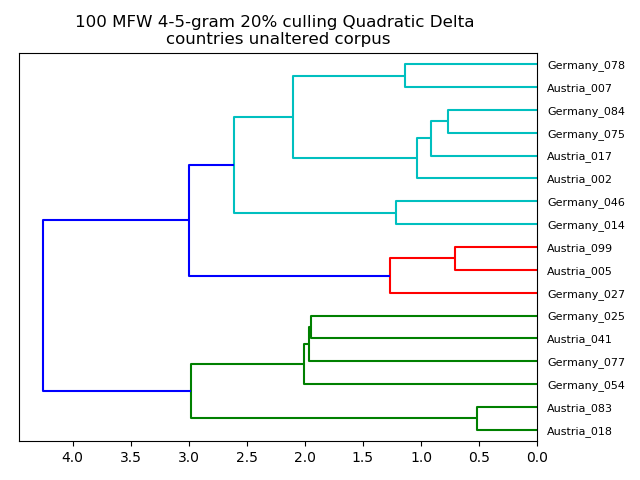 100 MFW 4-5-gram 20% culling Quadratic Delta
countries unaltered corpus
Germany_078
Austria_007
Germany_084
Germany_075
Austria_017
Austria_002
Germany_046
Germany_014
Austria_099
Austria_005
Germany_027
Germany_025
Austria_041
Germany_077
Germany_054
Austria_083
Austria_018
4.0 3.5 3.0 2.5 2.0 1.5 1.0 0.5 0.0